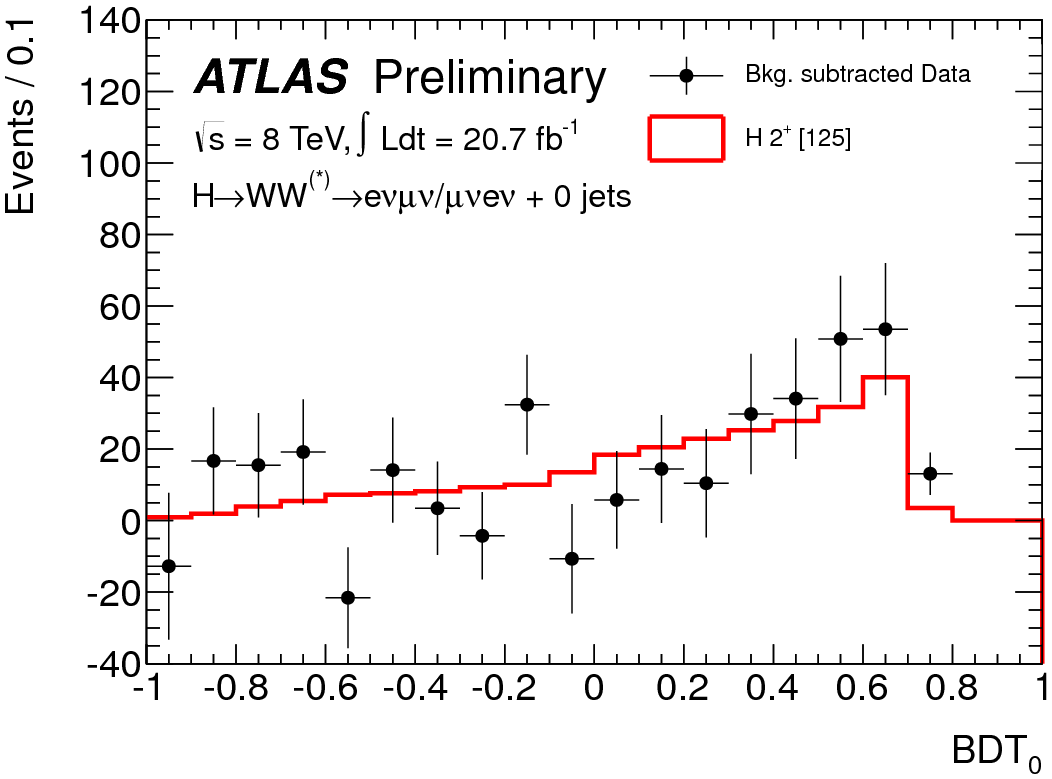 Events / 0.1
140
120
100
80
60
40
20
0
-20
-40
ATLAS Preliminary
√s = 8 TeV, ∫ Ldt = 20.7 fb⁻¹
H→WW⁽*⁾→eνμν/μνeν + 0 jets
Bkg. subtracted Data
H 2⁺ [125]
-1 -0.8 -0.6 -0.4 -0.2 0 0.2 0.4 0.6 0.8 1
BDT₀